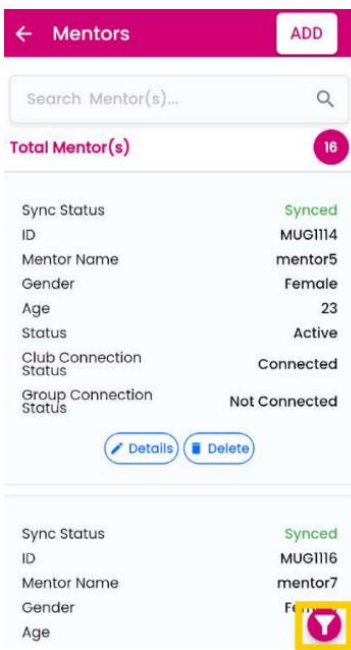 Mentors ADD
Search Mentor(s)...
Total Mentor(s) 16
Sync Status Synced
ID MUG1114
Mentor Name mentor5
Gender Female
Age 23
Status Active
Club Connection
Status Connected
Group Connection
Status Not Connected
Details Delete
Sync Status Synced
ID MUG1116
Mentor Name mentor7
Gender
Age